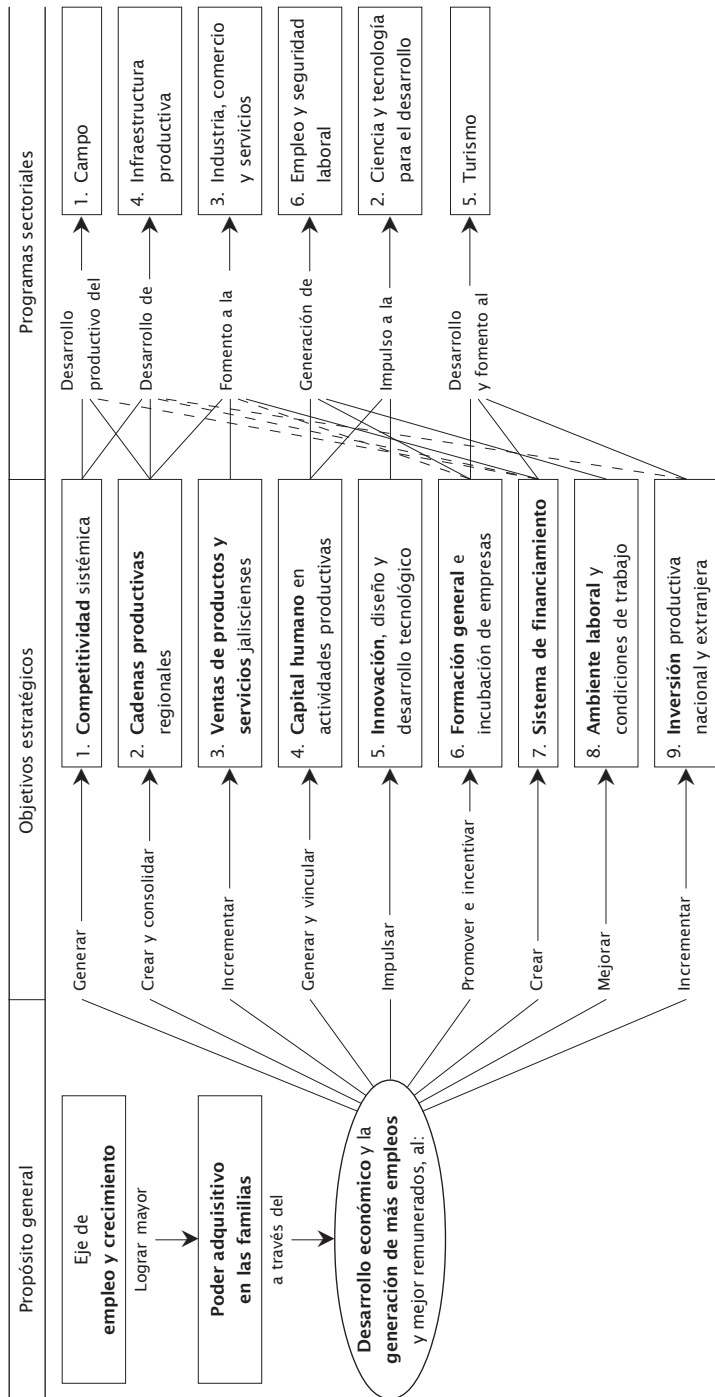 Propósito general
Objetivos estratégicos
Programas sectoriales
Eje de
empleo y crecimiento
Lograr mayor
Poder adquisitivo
en las familias
a través del
Desarrollo económico y la
generación de más empleos
y mejor remunerados, al:
Generar
Crear y consolidar
Incrementar
Generar y vincular
Impulsar
Promover e incentivar
Crear
Mejorar
Incrementar
1. Competitividad sistémica
2. Cadenas productivas
regionales
3. Ventas de productos y
servicios jaliscienses
4. Capital humano en
actividades productivas
5. Innovación, diseño y
desarrollo tecnológico
6. Formación general e
incubación de empresas
7. Sistema de financiamiento
8. Ambiente laboral y
condiciones de trabajo
9. Inversión productiva
nacional y extranjera
Desarrollo
productivo del
Desarrollo de
Fomento a la
Generación de
Impulso a la
Desarrollo
y fomento al
1. Campo
4. Infraestructura
productiva
3. Industria, comercio
y servicios
6. Empleo y seguridad
laboral
2. Ciencia y tecnología
para el desarrollo
5. Turismo